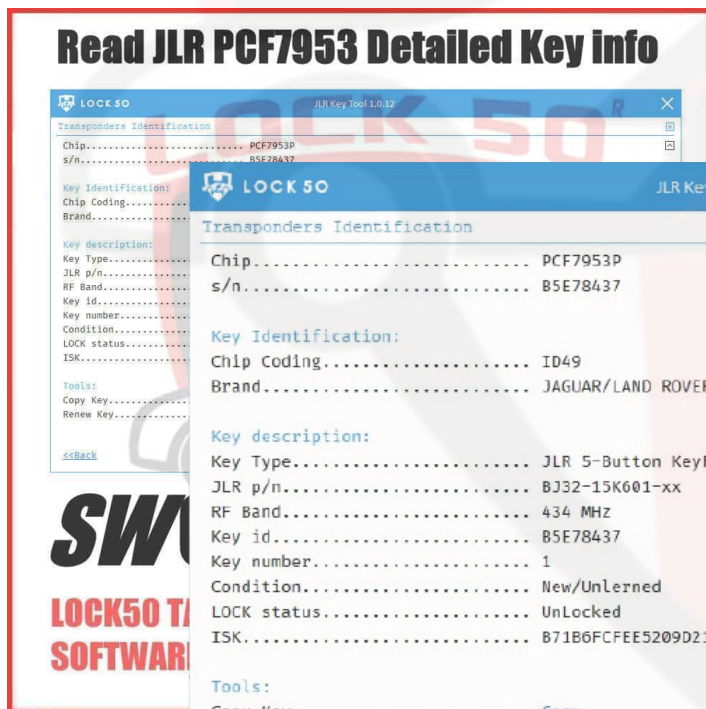 Read JLR PCF7953 Detailed Key info
LOCK 50
JLR Key Tool 1.0.12
Transponders Identification
Chip............................ PCF7953P
s/n............................. B5E78437
Key Identification:
Chip Coding
Brand
Key description:
Key Type
JLR p/n
RF Band
Key id
Key number
Condition
LOCK status
ISK
Tools:
Copy Key
Renew Key
<<Back
LOCK 50 R
LOCK 50
JLR Key
Transponders Identification
Chip............................ PCF7953P
s/n............................. B5E78437
Key Identification:
Chip Coding..................... ID49
Brand........................... JAGUAR/LAND ROVER
Key description:
Key Type........................ JLR 5-Button Key
JLR p/n......................... BJ32-15K601-xx
RF Band......................... 434 MHz
Key id.......................... B5E78437
Key number...................... 1
Condition....................... New/Unlerned
LOCK status..................... UnLocked
ISK............................. B71B6FCFEE5209D21
Tools:
SW
LOCK50
SOFTWAR